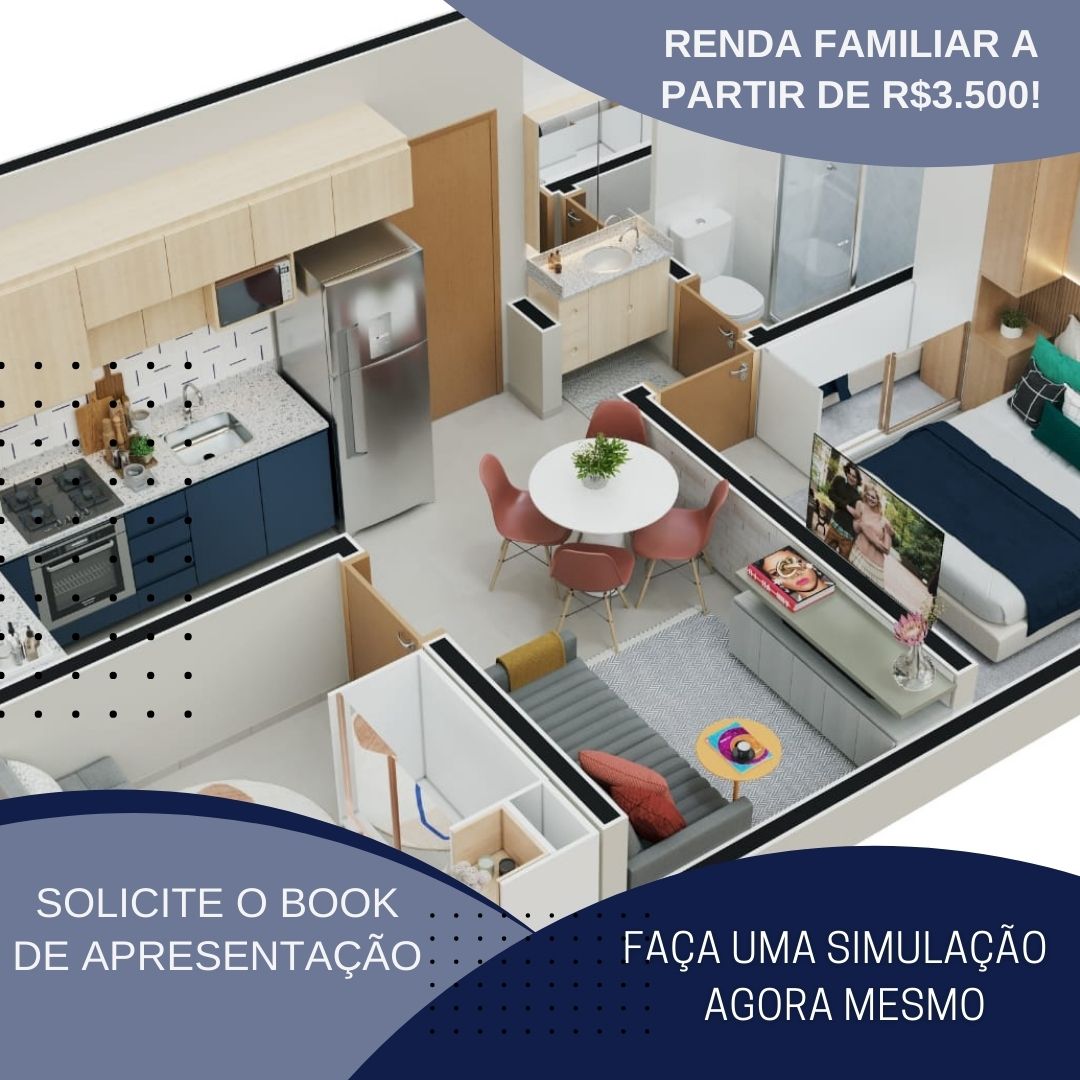 RENDA FAMILIAR A
PARTIR DE R$3.500!
SOLICITE O BOOK
DE APRESENTAÇÃO
FAÇA UMA SIMULAÇÃO
AGORA MESMO